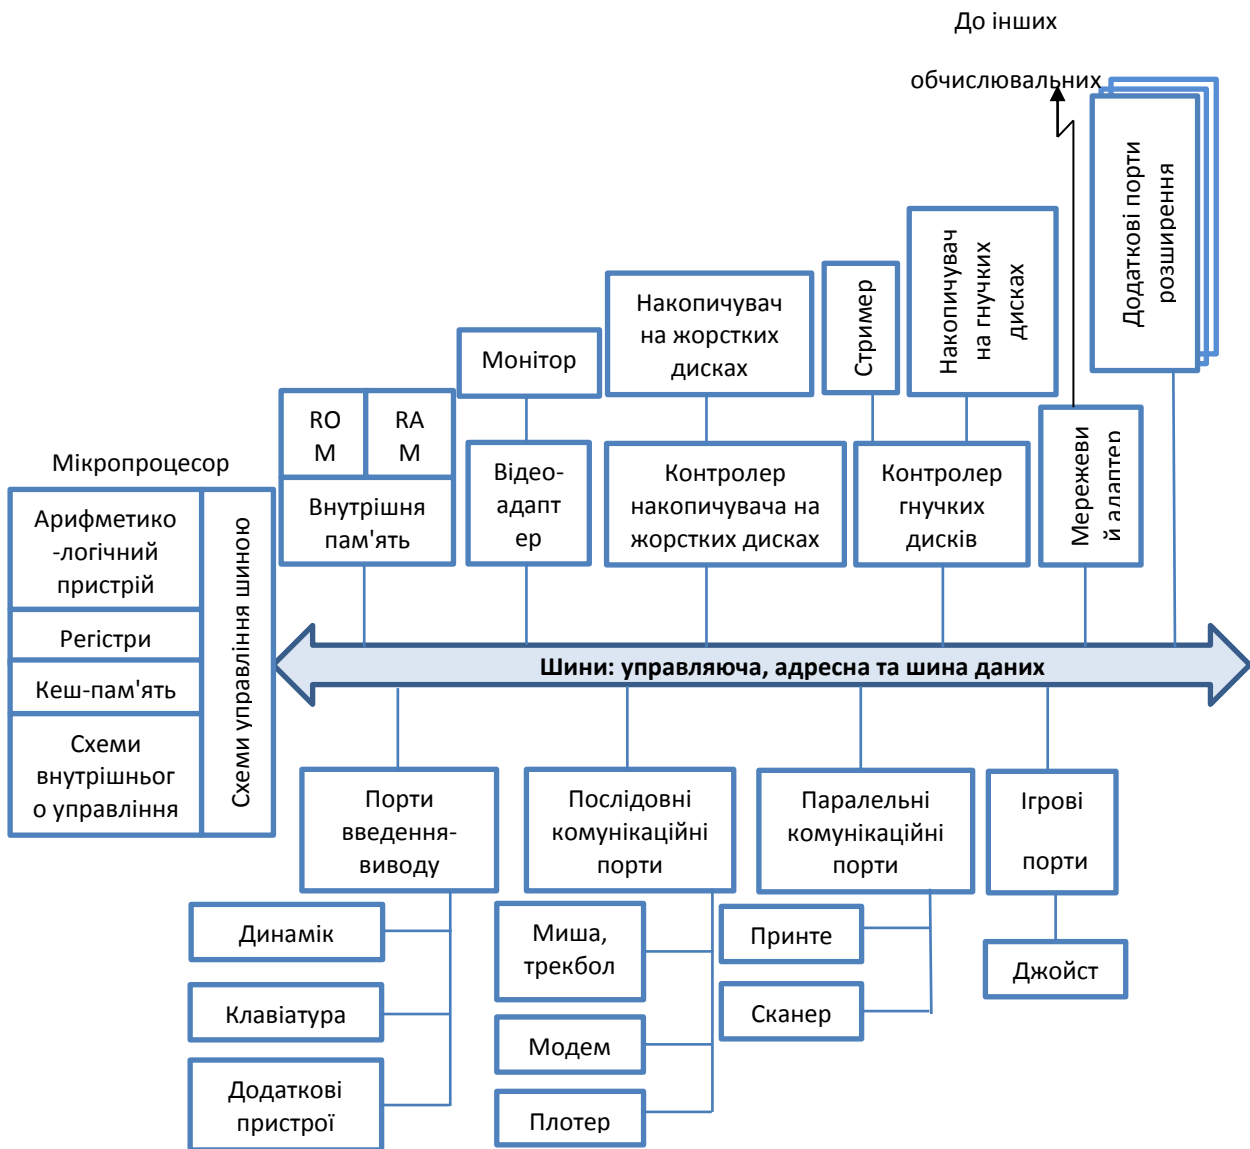 До інших
обчислювальних
Додаткові порти
розширення
Накопичувач
на гнучких
дисках
Стример
Накопичувач
на жорстких
дисках
Монітор
RO
M
RA
M
Внутрішня
пам'ять
Відео-
адапт
ер
Контролер
накопичувача на
жорстких дисках
Контролер
гнучких
дисків
Мережеви
й адаптер
Мікропроцесор
Арифметико
-логічний
пристрій
Регістри
Кеш-пам'ять
Схеми
внутрішньог
о управління
Схеми управління шиною
Шини: управляюча, адресна та шина даних
Порти
введення-
виводу
Послідовні
комунікаційні
порти
Паралельні
комунікаційні
порти
Ігрові
порти
Динамік
Клавіатура
Додаткові
пристрої
Миша,
трекбол
Модем
Плотер
Принте
Сканер
Джойст